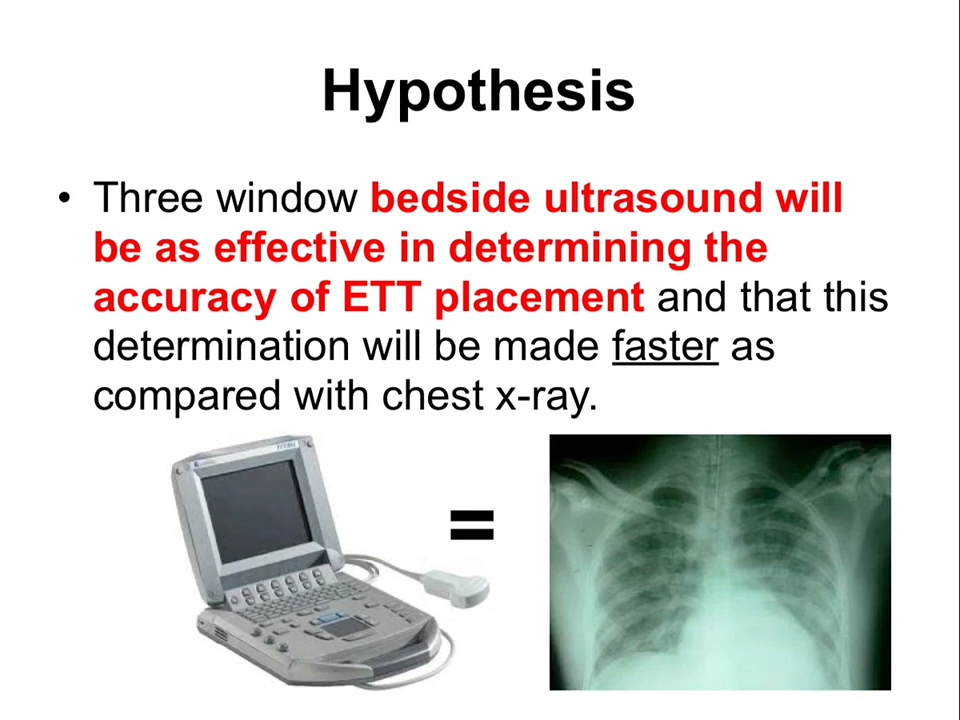 Hypothesis
• Three window bedside ultrasound will
be as effective in determining the
accuracy of ETT placement and that this
determination will be made faster as
compared with chest x-ray.
=